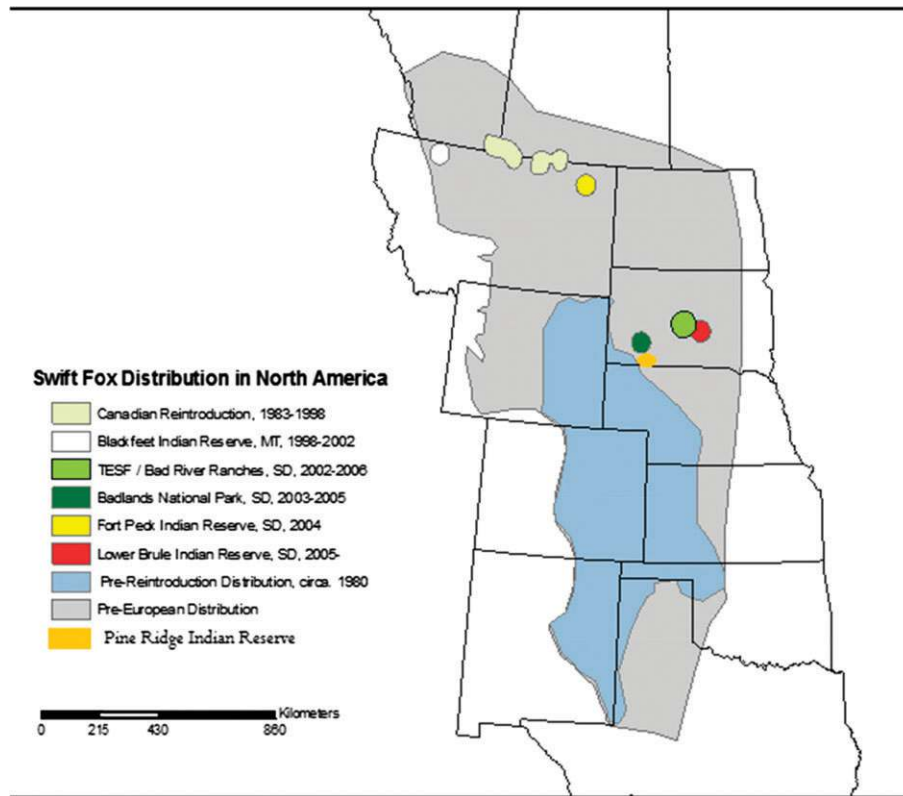 Swift Fox Distribution in North America
Canadian Reintroduction, 1983-1998
Blackfeet Indian Reserve, MT, 1998-2002
TESF / Bad River Ranches, SD, 2002-2006
Badlands National Park, SD, 2003-2005
Fort Peck Indian Reserve, SD, 2004
Lower Brule Indian Reserve, SD, 2005-
Pre-Reintroduction Distribution, circa. 1980
Pre-European Distribution
Pine Ridge Indian Reserve
Kilometers
0 215 430 860